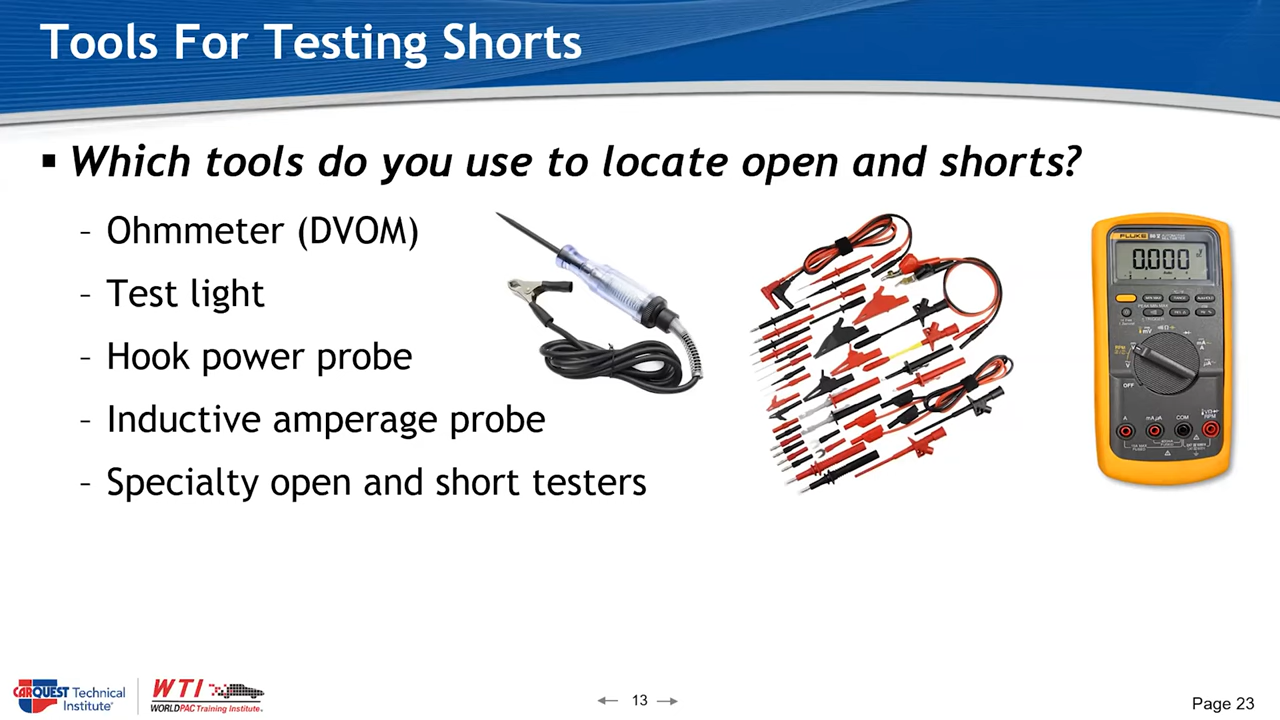 Tools For Testing Shorts
▪ Which tools do you use to locate open and shorts?
– Ohmmeter (DVOM)
– Test light
– Hook power probe
– Inductive amperage probe
– Specialty open and short testers
FLUKE
0.000
OFF
A
mA µA
COM
CARQUEST Technical
Institute
WTI
WORLDPAC Training Institute
← 13 →
Page 23